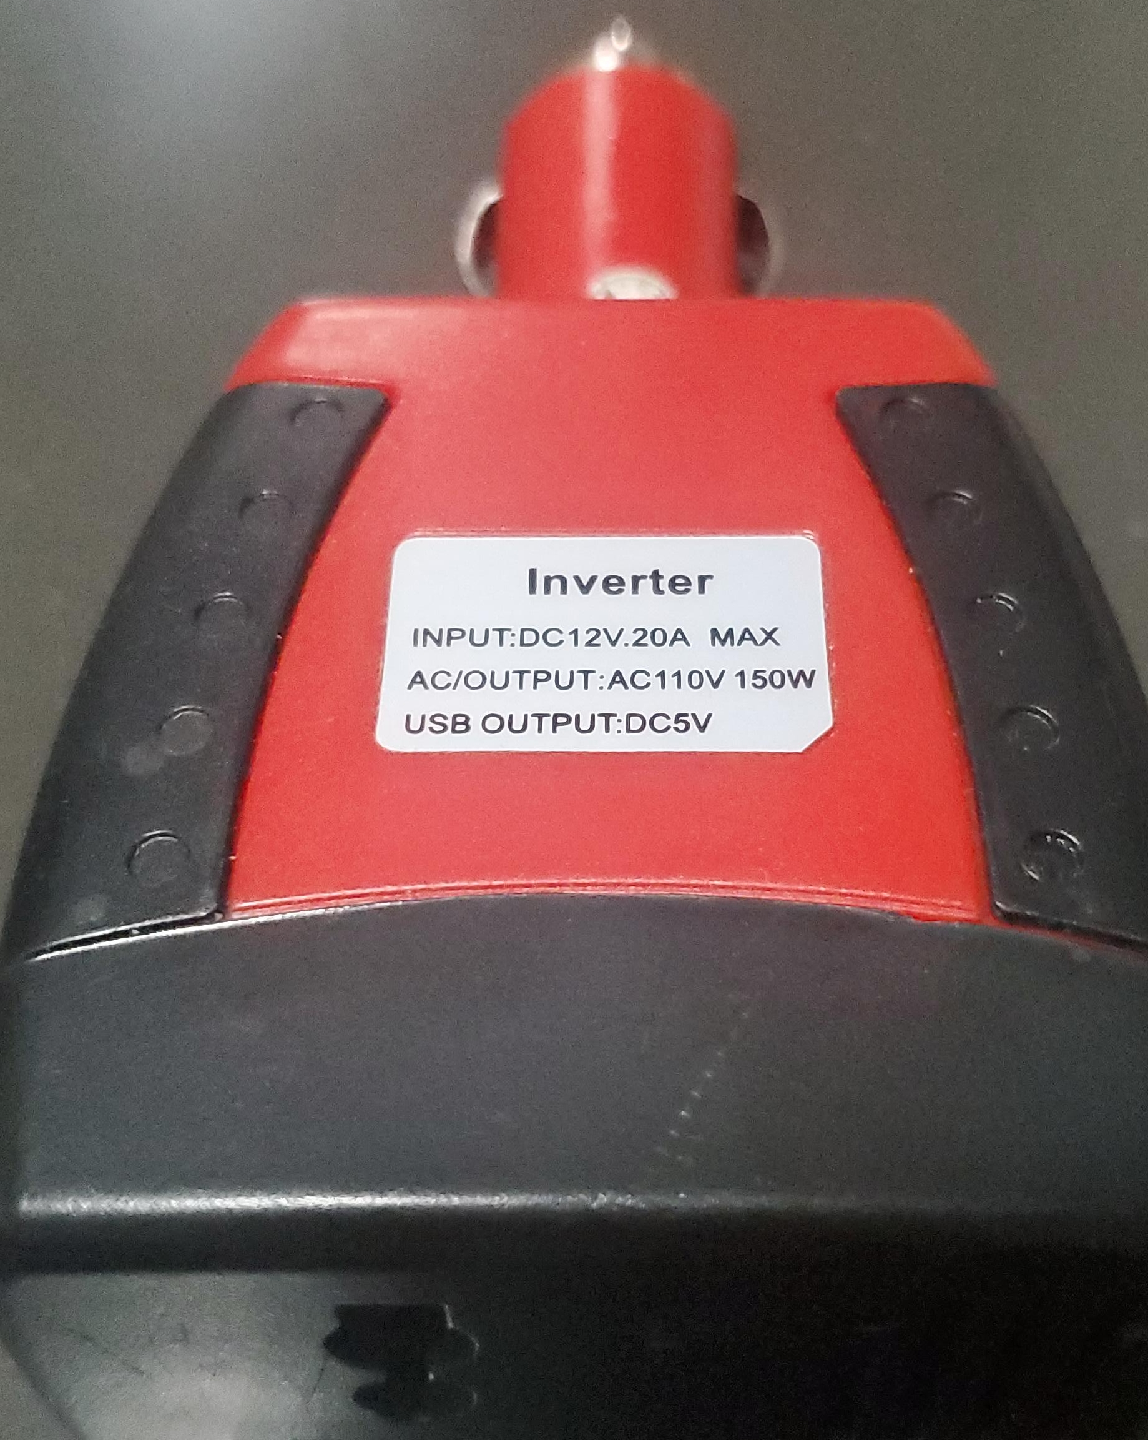 Inverter
INPUT:DC12V.20A MAX
AC/OUTPUT:AC110V 150W
USB OUTPUT:DC5V